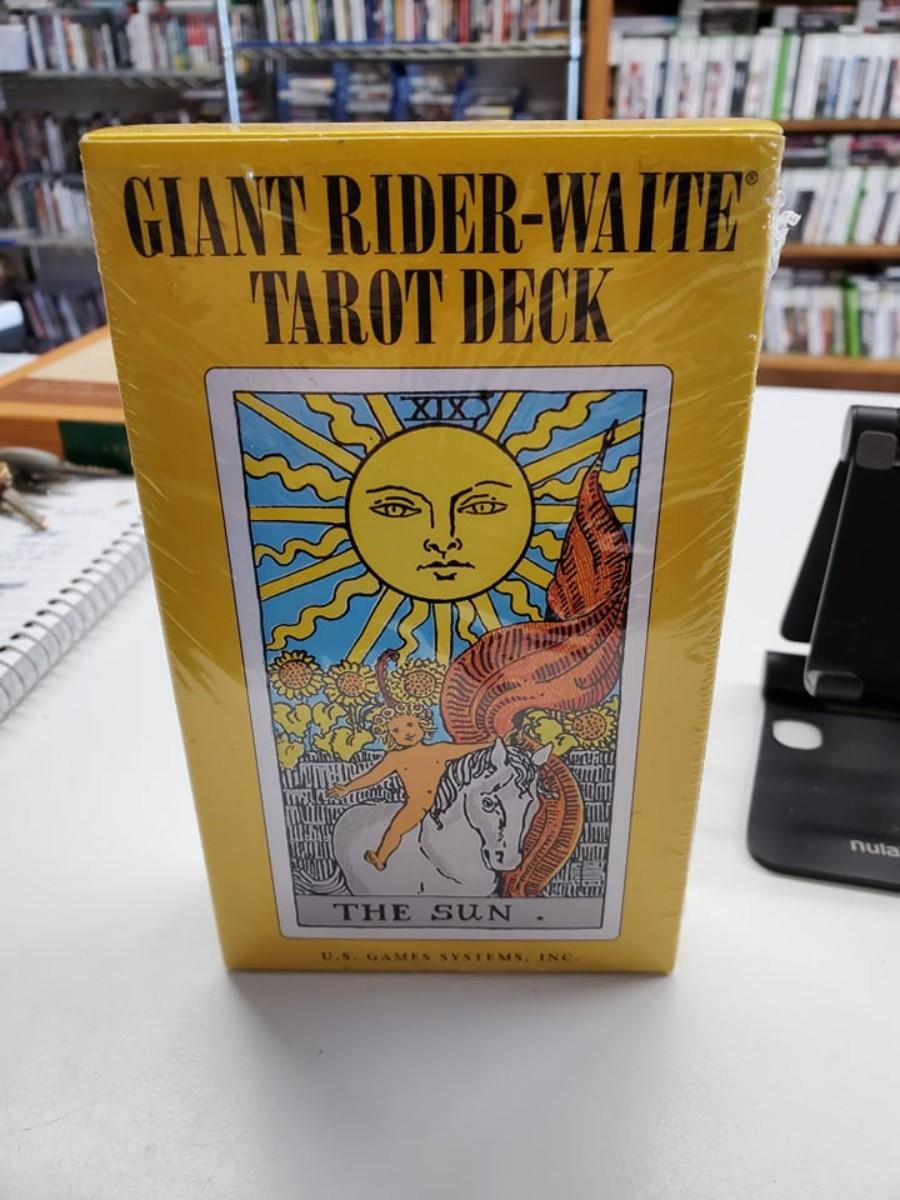 GIANT RIDER-WAITE®
TAROT DECK
XIX
THE SUN .
U.S. GAMES SYSTEMS, INC.
nula